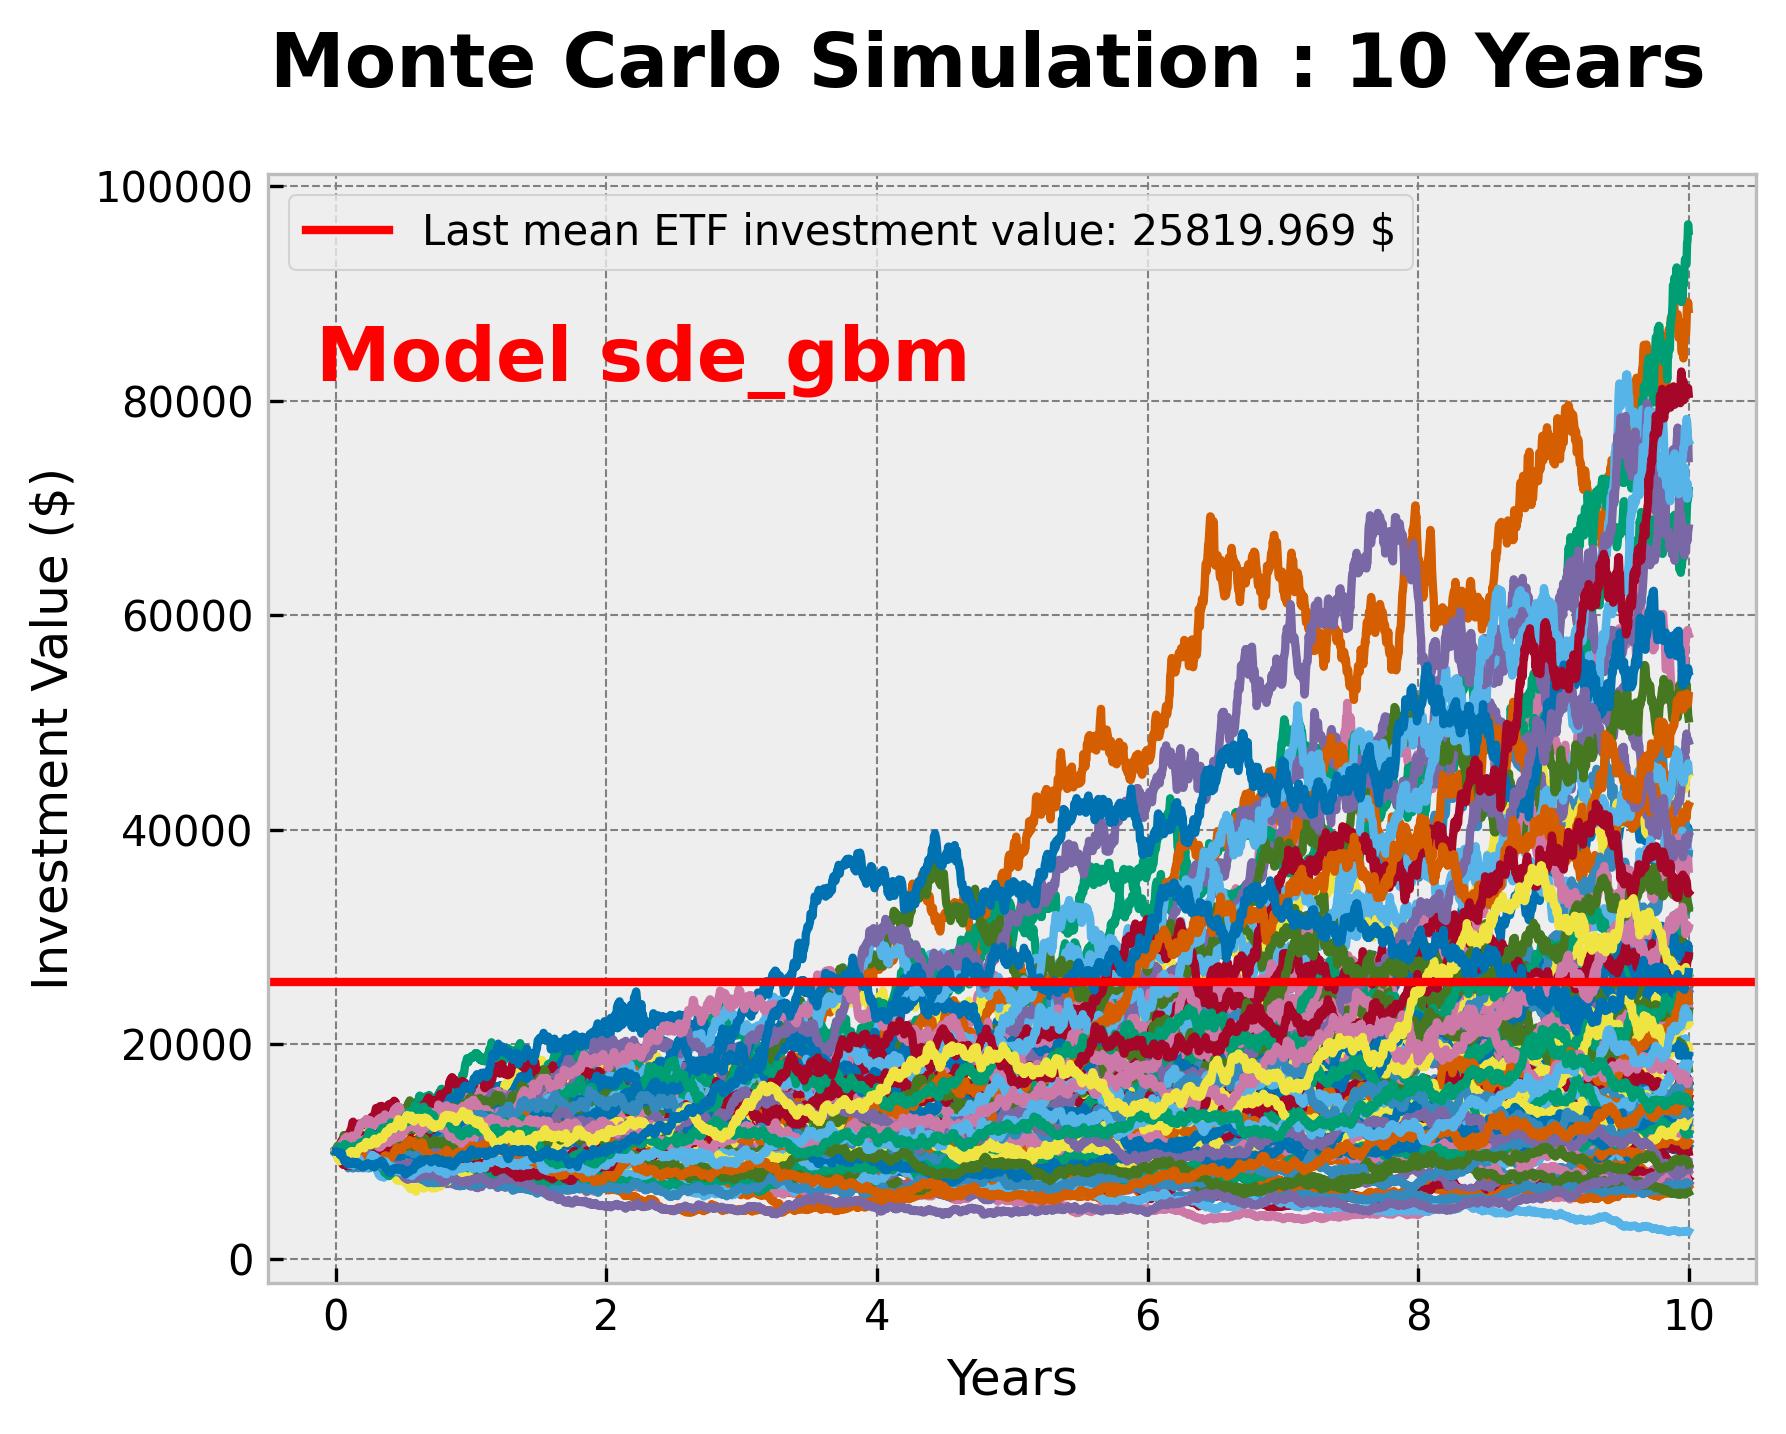 Monte Carlo Simulation : 10 Years
Last mean ETF investment value: 25819.969 $
Model sde_gbm
Investment Value ($)
100000
80000
60000
40000
20000
0
0 2 4 6 8 10
Years